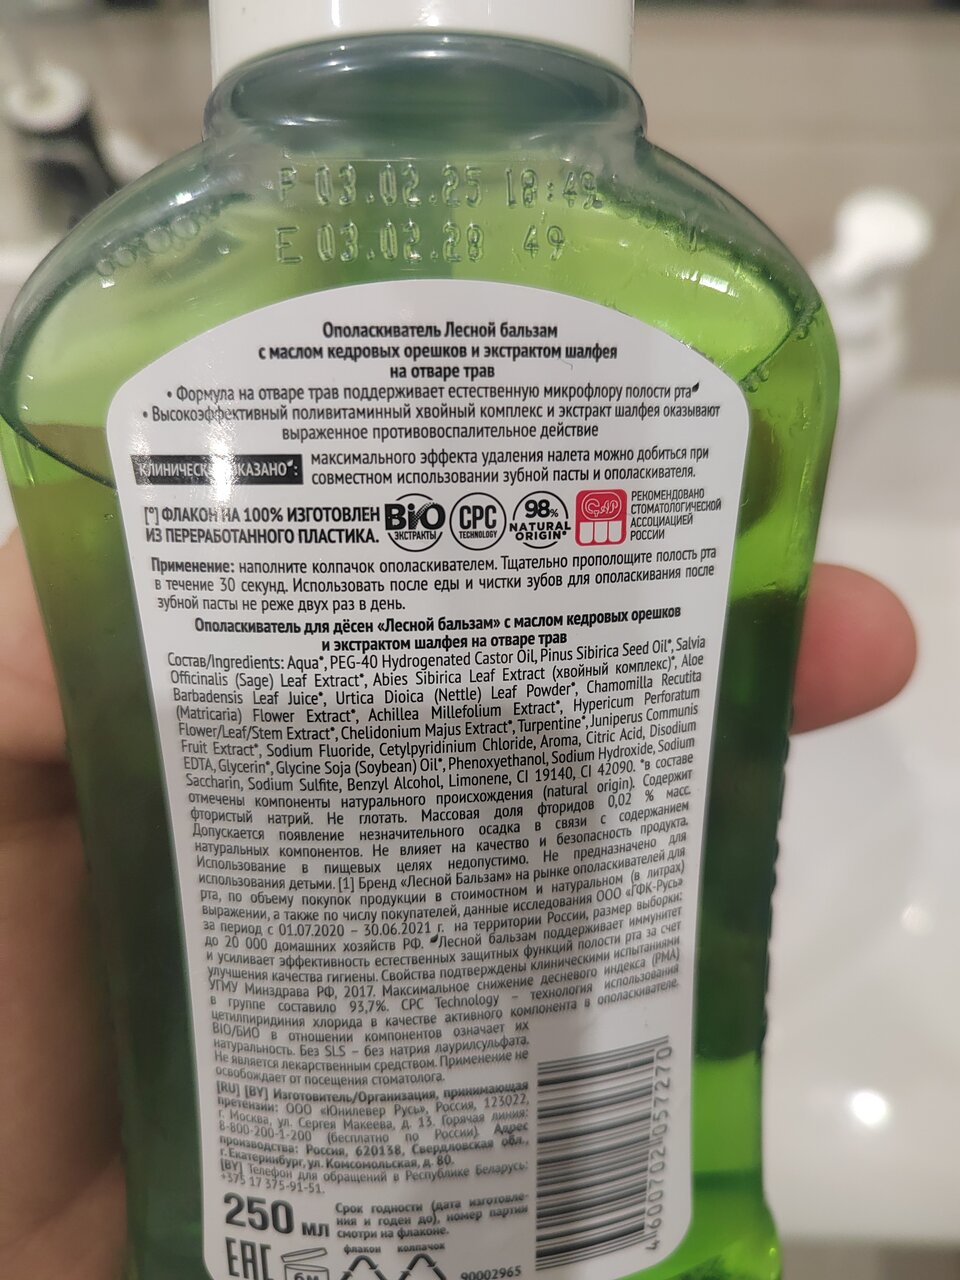 F 03.02.25 18:49
E 03.02.28 49
Ополаскиватель Лесной бальзам
с маслом кедровых орешков и экстрактом шалфея
на отваре трав
• Формула на отваре трав поддерживает естественную микрофлору полости рта
• Высокоэффективный поливитаминный хвойный комплекс и экстракт шалфея оказывают
выраженное противовоспалительное действие
максимального эффекта удаления налета можно добиться при
совместном использовании зубной пасты и ополаскивателя.
[°] ФЛАКОН НА 100% ИЗГОТОВЛЕН
ИЗ ПЕРЕРАБОТАННОГО ПЛАСТИКА.
BIO
ЭКСТРАКТЫ
CPC
TECHNOLOGY
98%
NATURAL
ORIGIN*
РЕКОМЕНДОВАНО
СТОМАТОЛОГИЧЕСКОЙ
АССОЦИАЦИЕЙ
РОССИИ
Применение: наполните колпачок ополаскивателем. Тщательно прополощите полость рта
в течение 30 секунд. Использовать после еды и чистки зубов для ополаскивания после
зубной пасты не реже двух раз в день.
Ополаскиватель для дёсен «Лесной бальзам» с маслом кедровых орешков
и экстрактом шалфея на отваре трав
Состав/Ingredients: Aqua*, PEG-40 Hydrogenated Castor Oil, Pinus Sibirica Seed Oil*, Salvia
Officinalis (Sage) Leaf Extract*, Abies Sibirica Leaf Extract (хвойный комплекс)*, Aloe
Barbadensis Leaf Juice*, Urtica Dioica (Nettle) Leaf Powder*, Chamomilla Recutita
(Matricaria) Flower Extract*, Achillea Millefolium Extract*, Hypericum Perforatum
Flower/Leaf/Stem Extract*, Chelidonium Majus Extract*, Turpentine*, Juniperus Communis
Fruit Extract*, Sodium Fluoride, Cetylpyridinium Chloride, Aroma, Citric Acid, Disodium
EDTA, Glycerin*, Glycine Soja (Soybean) Oil*, Phenoxyethanol, Sodium Hydroxide, Sodium
Saccharin, Sodium Sulfite, Benzyl Alcohol, Limonene, CI 19140, CI 42090. *в составе
отмечены компоненты натурального происхождения (natural origin). Содержит
фтористый натрий. Не глотать. Массовая доля фторидов 0,02 % масс.
Допускается появление незначительного осадка в связи с содержанием
натуральных компонентов. Не влияет на качество и безопасность продукта.
Использование в пищевых целях недопустимо. Не предназначено для
использования детьми. [1] Бренд «Лесной Бальзам» на рынке ополаскивателей для
рта, по объему покупок продукции в стоимостном и натуральном (в литрах)
выражении, а также по числу покупателей, данные исследования ООО «ГФК-Русь»
за период с 01.07.2020 – 30.06.2021 г. на территории России, размер выборки:
до 20 000 домашних хозяйств РФ. Лесной бальзам поддерживает иммунитет
и усиливает эффективность естественных защитных функций полости рта за счет
улучшения качества гигиены. Свойства подтверждены клиническими испытаниями
УГМУ Минздрава РФ, 2017. Максимальное снижение десневого индекса (PMA)
в группе составило 93,7%. CPC Technology – технология использований
цетилпиридиния хлорида в качестве активного компонента в ополаскивателе.
BIO/БИО в отношении компонентов означает их
натуральность. Без SLS – без натрия лаурилсульфата.
Не является лекарственным средством. Применение не
освобождает от посещения стоматолога.
[RU] [BY] Изготовитель/Организация, принимающая
претензии: ООО «Юнилевер Русь», Россия, 123022,
г. Москва, ул. Сергея Макеева, д. 13. Горячая линия:
8-800-200-1-200 (бесплатно по России). Адрес
производства: Россия, 620138, Свердловская обл.,
г. Екатеринбург, ул. Комсомольская, д. 80.
[BY] Телефон для обращений в Республике Беларусь:
+375 17 375-91-51.
250 мл
Срок годности (дата изготовле-
ния и годен до), номер партии
смотри на флаконе.
EAC
6м
флакон колпачок
90002965
4 600702 057270